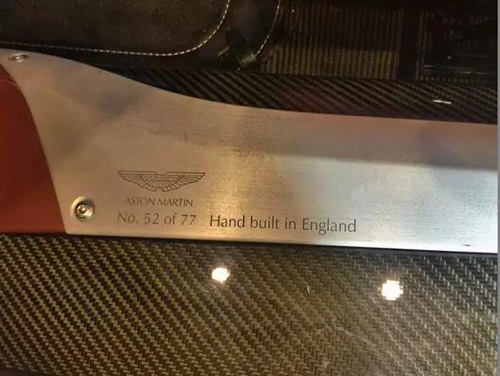 ASTON MARTIN
No. 52 of 77 Hand built in England